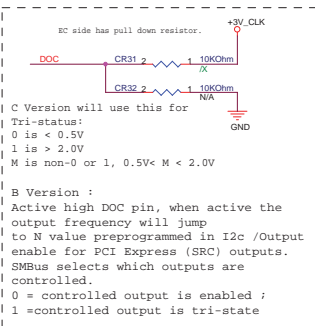 +3V_CLK
EC side has pull down resistor.
DOC
CR31 2 1 10KOhm
/X
CR32 2 1 10KOhm
N/A
GND
C Version will use this for
Tri-status:
0 is < 0.5V
1 is > 2.0V
M is non-0 or 1, 0.5V< M < 2.0V
B Version :
Active high DOC pin, when active the
output frequency will jump
to N value preprogrammed in I2c /Output
enable for PCI Express (SRC) outputs.
SMBus selects which outputs are
controlled.
0 = controlled output is enabled ;
1 =controlled output is tri-state